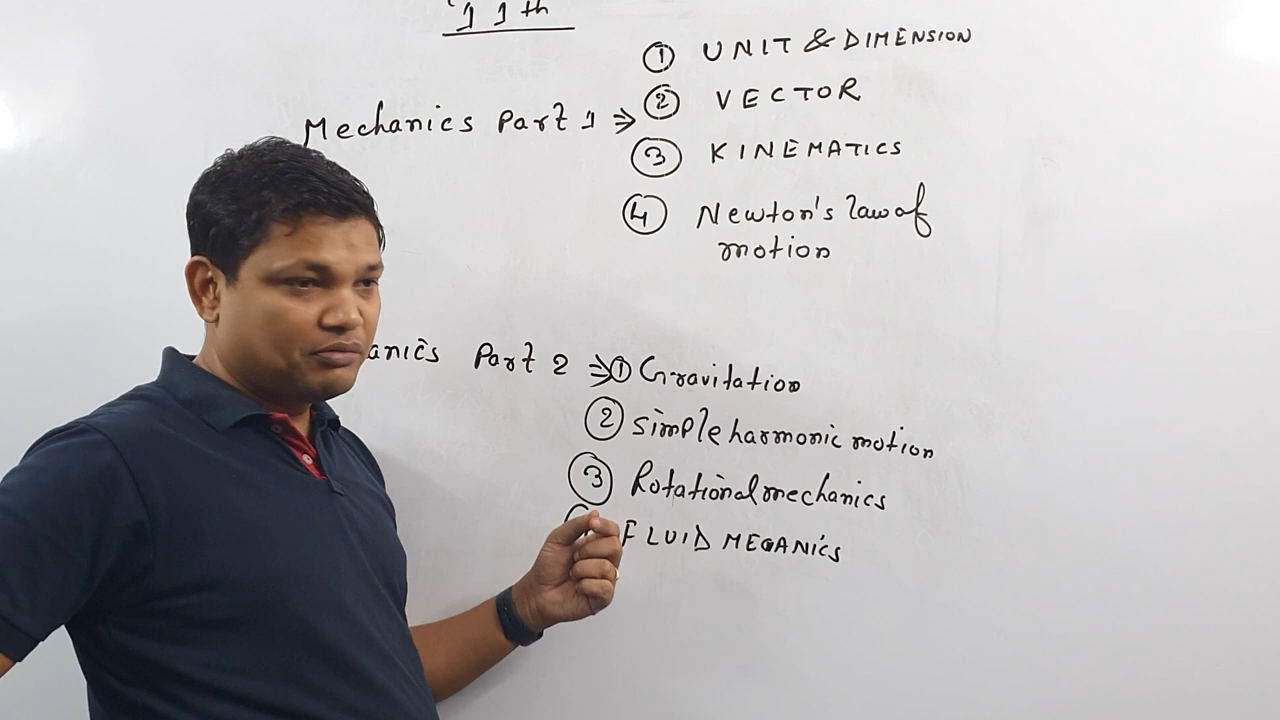 11th
① UNIT & DIMENSION
Mechanics Part 1 ⇒ ② VECTOR
③ KINEMATICS
④ Newton's law of
motion
anics Part 2 ⇒ ① Gravitation
② simple harmonic motion
③ Rotational mechanics
FLUID MECANICS